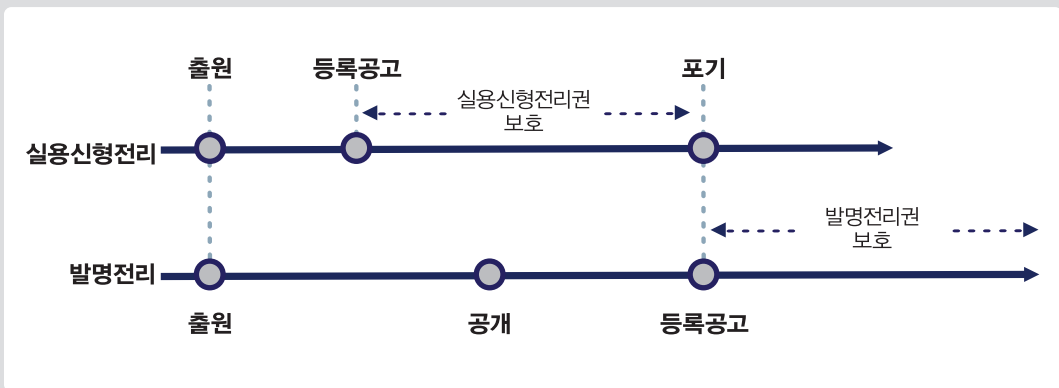 출원
등록공고
포기
실용신형전리권
보호
실용신형전리
발명전리권
보호
발명전리
출원
공개
등록공고